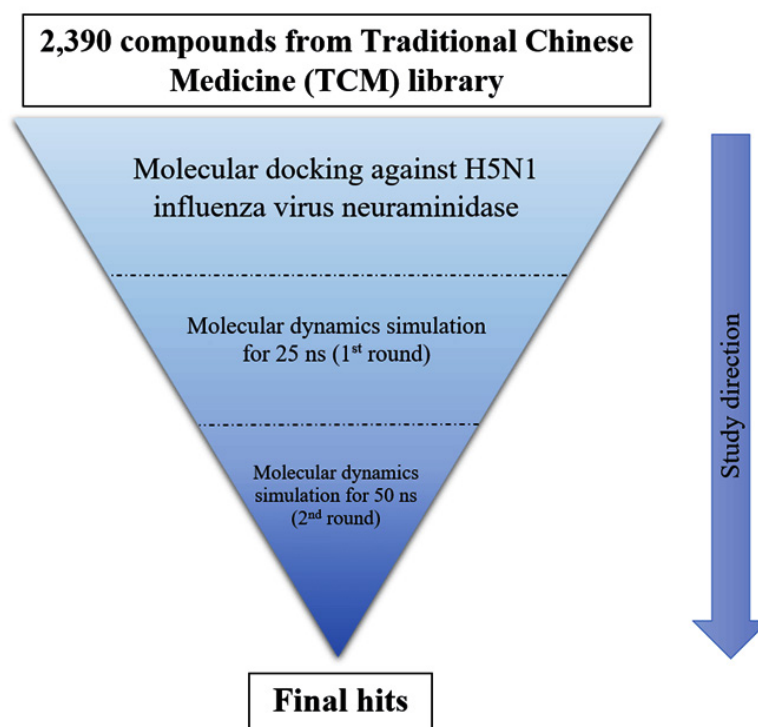 2,390 compounds from Traditional Chinese
Medicine (TCM) library
Molecular docking against H5N1
influenza virus neuraminidase
Molecular dynamics simulation
for 25 ns (1st round)
Molecular dynamics
simulation for 50 ns
(2nd round)
Study direction
Final hits